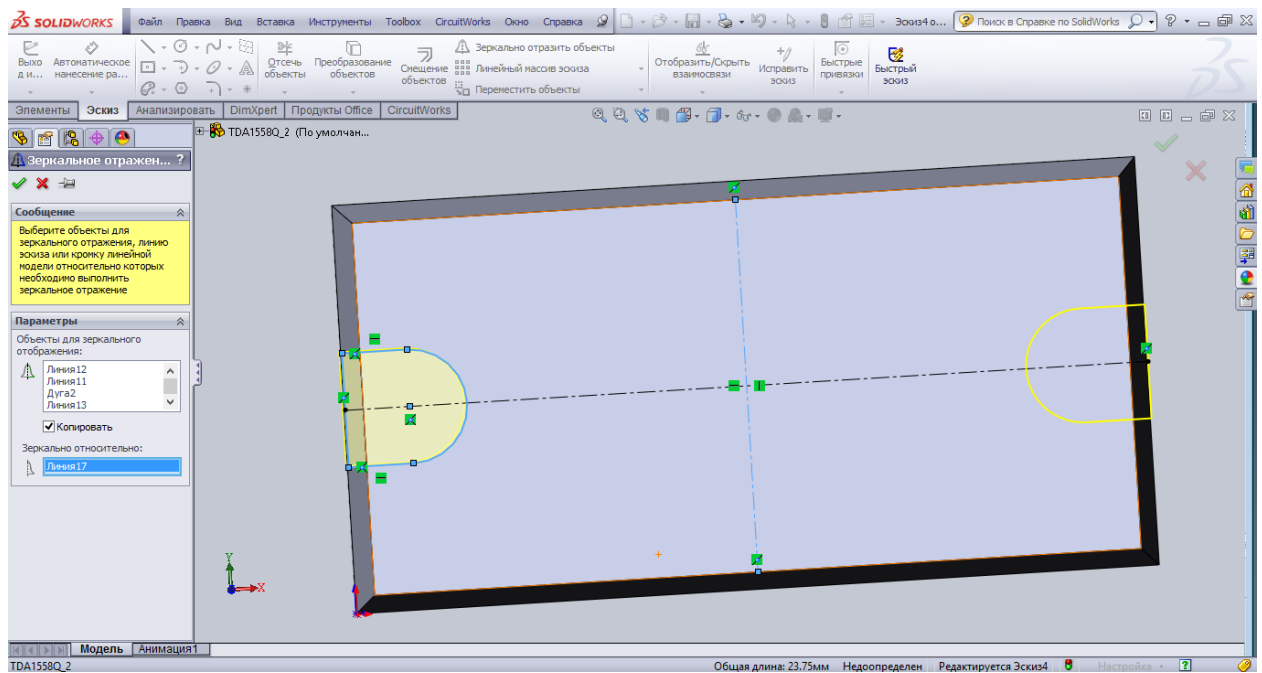 SOLIDWORKS Файл Правка Вид Вставка Инструменты Toolbox CircuitWorks Окно Справка Эскиз4 о... Поиск в Справке по SolidWorks
Выхо д и...
Автоматическое нанесение ра...
Отсечь объекты
Преобразование объектов
Смещение объектов
Зеркально отразить объекты
Линейный массив эскиза
Переместить объекты
Отобразить/Скрыть взаимосвязи
Исправить эскиз
Быстрые привязки
Быстрый эскиз
Элементы Эскиз Анализировать DimXpert Продукты Office CircuitWorks
TDA1558Q_2 (По умолчан...
Зеркальное отражен... ?
Сообщение
Выберите объекты для
зеркального отражения, линию
эскиза или кромку линейной
модели относительно которых
необходимо выполнить
зеркальное отражение
Параметры
Объекты для зеркального
отображения:
Линия12
Линия11
Дуга2
Линия13
Копировать
Зеркально относительно:
Линия17
Y
X
Модель Анимация1
TDA1558Q_2 Общая длина: 23.75мм Недоопределен Редактируется Эскиз4 Настройка